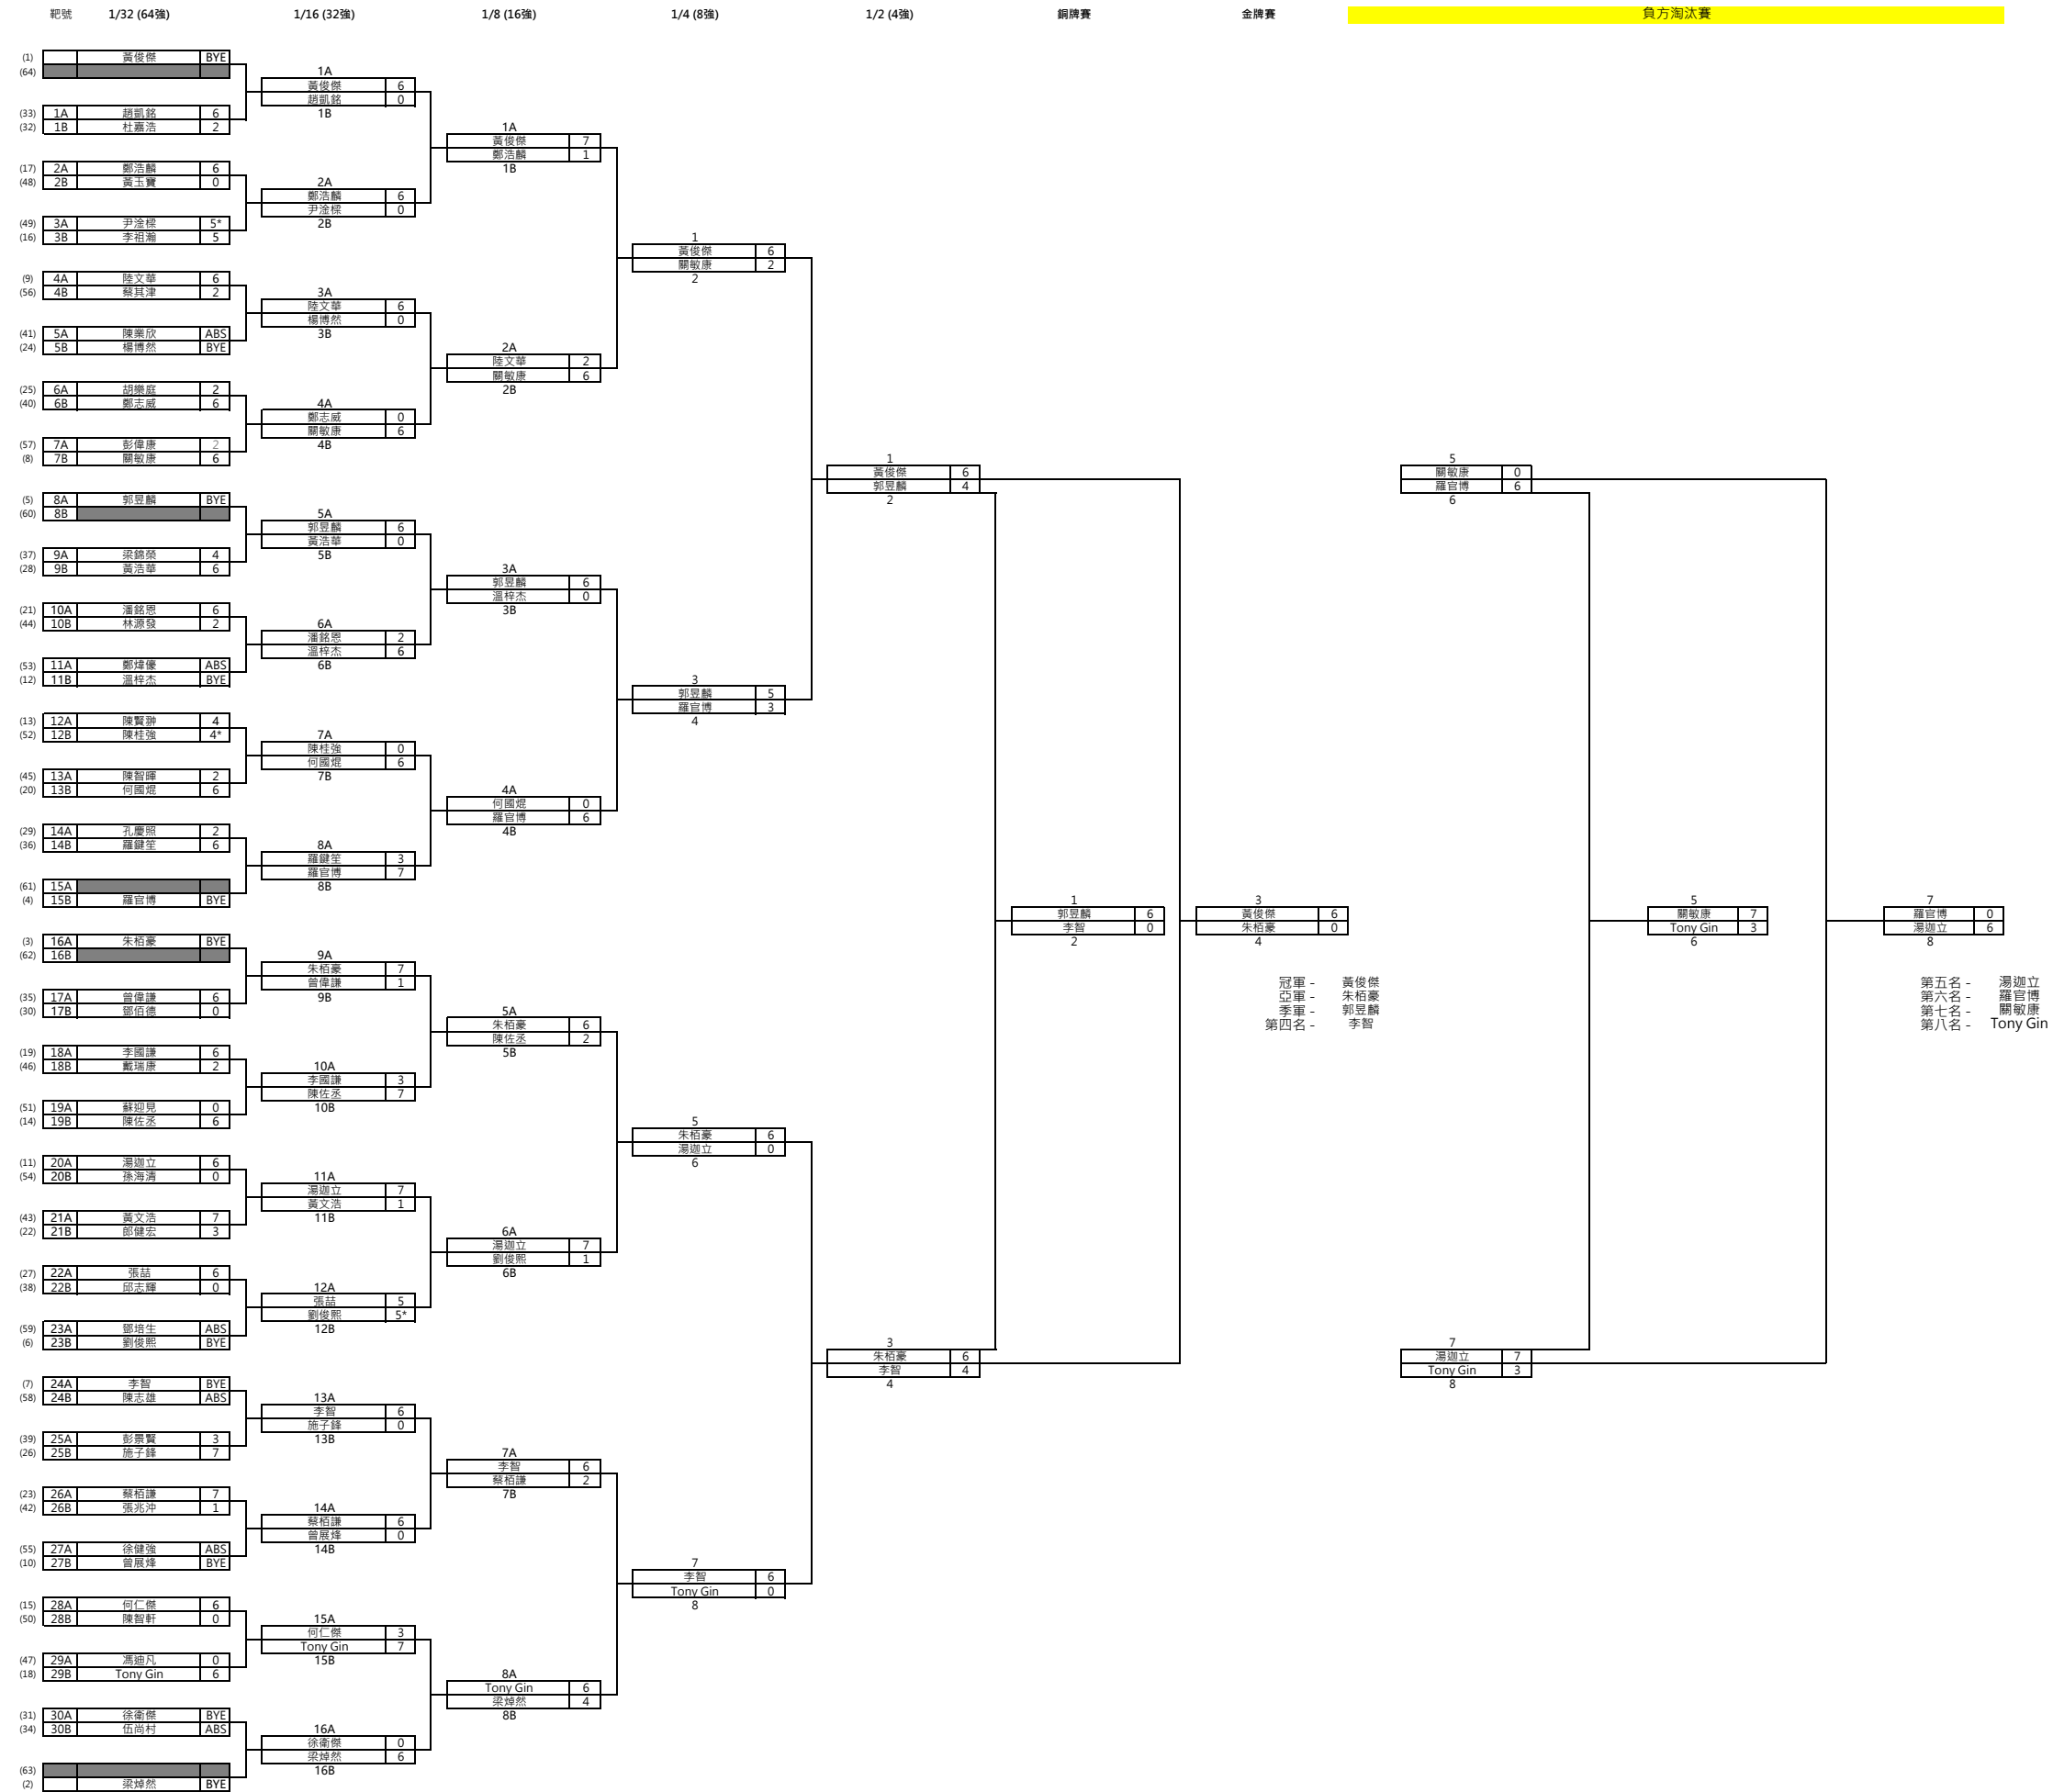 靶號 1/32 (64強) 1/16 (32強) 1/8 (16強) 1/4 (8強) 1/2 (4強) 銅牌賽 金牌賽 負方淘汰賽
(1) 黃俊傑 BYE
(64)
1A
黃俊傑 6
趙凱銘 0
1B
(33) 1A 趙凱銘 6
(32) 1B 杜嘉浩 2
1A
黃俊傑 7
鄭浩麟 1
1B
(17) 2A 鄭浩麟 6
(48) 2B 黃玉寶 0
2A
鄭浩麟 6
尹淦樑 0
2B
(49) 3A 尹淦樑 5*
(16) 3B 李祖瀚 5
1
黃俊傑 6
關敏康 2
2
(9) 4A 陸文華 6
(56) 4B 蔡其津 2
3A
陸文華 6
楊博然 0
3B
(41) 5A 陳業欣 ABS
(24) 5B 楊博然 BYE
2A
陸文華 2
關敏康 6
2B
(25) 6A 胡樂庭 2
(40) 6B 鄭志威 6
4A
鄭志威 0
關敏康 6
4B
(57) 7A 彭偉康 2
(8) 7B 關敏康 6
1
黃俊傑 6
郭昱麟 4
2
5
關敏康 0
羅官博 6
6
(5) 8A 郭昱麟 BYE
(60) 8B
5A
郭昱麟 6
黃浩華 0
5B
(37) 9A 梁錦榮 4
(28) 9B 黃浩華 6
3A
郭昱麟 6
溫梓杰 0
3B
(21) 10A 潘銘恩 6
(44) 10B 林源發 2
6A
潘銘恩 2
溫梓杰 6
6B
(53) 11A 鄭煒優 ABS
(12) 11B 溫梓杰 BYE
3
郭昱麟 5
羅官博 3
4
(13) 12A 陳賢翀 4
(52) 12B 陳桂強 4*
7A
陳桂強 0
何國焜 6
7B
(45) 13A 陳智暉 2
(20) 13B 何國焜 6
4A
何國焜 0
羅官博 6
4B
(29) 14A 孔慶照 2
(36) 14B 羅鍵笙 6
8A
羅鍵笙 3
羅官博 7
8B
(61) 15A
(4) 15B 羅官博 BYE
1
郭昱麟 6
李智 0
2
3
黃俊傑 6
朱栢豪 0
4
5
關敏康 7
Tony Gin 3
6
7
羅官博 0
湯迦立 6
8
(3) 16A 朱栢豪 BYE
(62) 16B
9A
朱栢豪 7
曾偉謙 1
9B
冠軍 - 黃俊傑
亞軍 - 朱栢豪
季軍 - 郭昱麟
第四名 - 李智
第五名 - 湯迦立
第六名 - 羅官博
第七名 - 關敏康
第八名 - Tony Gin
(35) 17A 曾偉謙 6
(30) 17B 鄧佰德 0
5A
朱栢豪 6
陳佐丞 2
5B
(19) 18A 李國謙 6
(46) 18B 戴瑞康 2
10A
李國謙 3
陳佐丞 7
10B
(51) 19A 蘇迎見 0
(14) 19B 陳佐丞 6
5
朱栢豪 6
湯迦立 0
6
(11) 20A 湯迦立 6
(54) 20B 孫海清 0
11A
湯迦立 7
黃文浩 1
11B
(43) 21A 黃文浩 7
(22) 21B 郎健宏 3
6A
湯迦立 7
劉俊熙 1
6B
(27) 22A 張喆 6
(38) 22B 邱志輝 0
12A
張喆 5
劉俊熙 5*
12B
(59) 23A 鄧培生 ABS
(6) 23B 劉俊熙 BYE
3
朱栢豪 6
李智 4
4
7
湯迦立 7
Tony Gin 3
8
(7) 24A 李智 BYE
(58) 24B 陳志雄 ABS
13A
李智 6
施子鋒 0
13B
(39) 25A 彭景賢 3
(26) 25B 施子鋒 7
7A
李智 6
蔡栢謙 2
7B
(23) 26A 蔡栢謙 7
(42) 26B 張兆沖 1
14A
蔡栢謙 6
曾展烽 0
14B
(55) 27A 徐健強 ABS
(10) 27B 曾展烽 BYE
7
李智 6
Tony Gin 0
8
(15) 28A 何仁傑 6
(50) 28B 陳智軒 0
15A
何仁傑 3
Tony Gin 7
15B
(47) 29A 馮迪凡 0
(18) 29B Tony Gin 6
8A
Tony Gin 6
梁焯然 4
8B
(31) 30A 徐衛傑 BYE
(34) 30B 伍尚村 ABS
16A
徐衛傑 0
梁焯然 6
16B
(63)
(2) 梁焯然 BYE